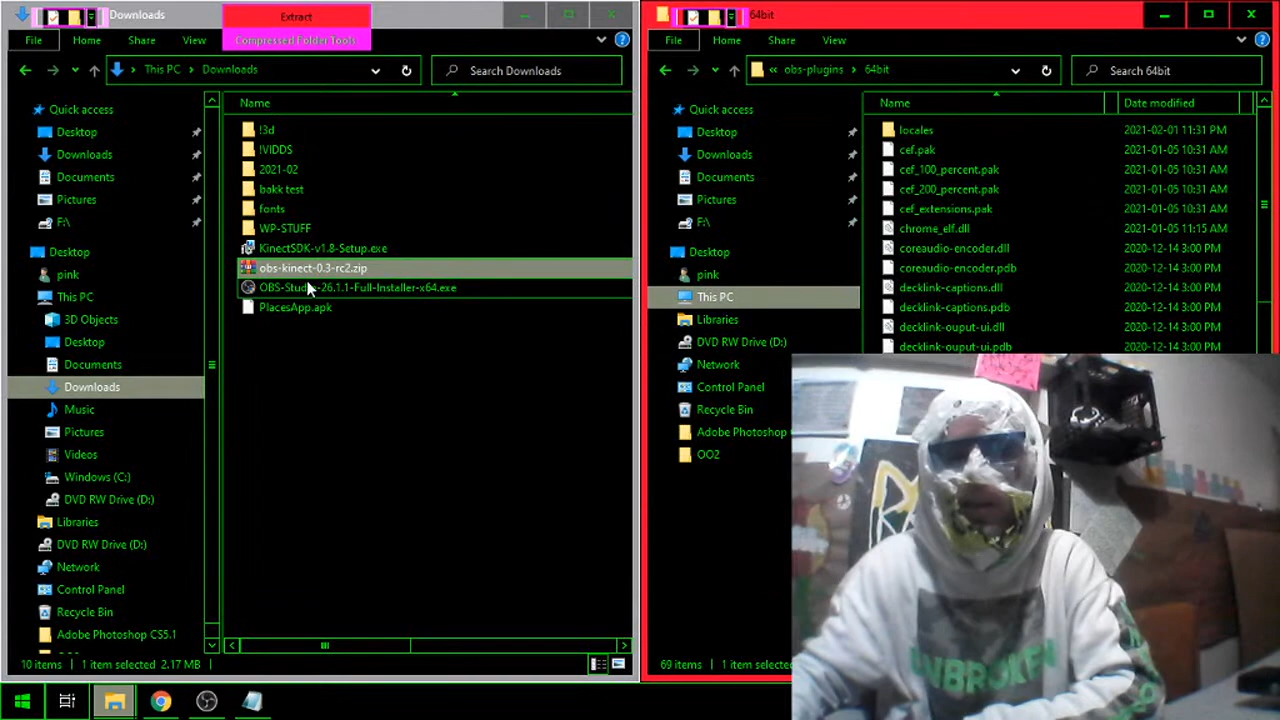 Downloads
Extract
File
Home
Share
View
Compressed Folder Tools
This PC
Downloads
Search Downloads
Name
Quick access
Desktop
Downloads
Documents
Pictures
F:\
Desktop
pink
This PC
3D Objects
Desktop
Documents
Downloads
Music
Pictures
Videos
Windows (C:)
DVD RW Drive (D:)
Libraries
DVD RW Drive (D:)
Network
Control Panel
Recycle Bin
Adobe Photoshop CS5.1
!3d
!VIDDS
2021-02
bakk test
fonts
WP-STUFF
KinectSDK-v1.8-Setup.exe
obs-kinect-0.3-rc2.zip
OBS-Studio-26.1.1-Full-Installer-x64.exe
PlacesApp.apk
10 items
1 item selected 2.17 MB
64bit
File
Home
Share
View
« obs-plugins
64bit
Search 64bit
Name
Date modified
Quick access
Desktop
Downloads
Documents
Pictures
F:\
Desktop
pink
This PC
Libraries
DVD RW Drive (D:)
Network
Control Panel
Recycle Bin
Adobe Photoshop
OO2
locales 2021-02-01 11:31 PM
cef.pak 2021-01-05 10:31 AM
cef_100_percent.pak 2021-01-05 10:31 AM
cef_200_percent.pak 2021-01-05 10:31 AM
cef_extensions.pak 2021-01-05 10:31 AM
chrome_elf.dll 2021-01-05 11:15 AM
coreaudio-encoder.dll 2020-12-14 3:00 PM
coreaudio-encoder.pdb 2020-12-14 3:00 PM
decklink-captions.dll 2020-12-14 3:00 PM
decklink-captions.pdb 2020-12-14 3:00 PM
decklink-ouput-ui.dll 2020-12-14 3:00 PM
decklink-ouput-ui.pdb 2020-12-14 3:00 PM
69 items
1 item selected
UNBROKEN